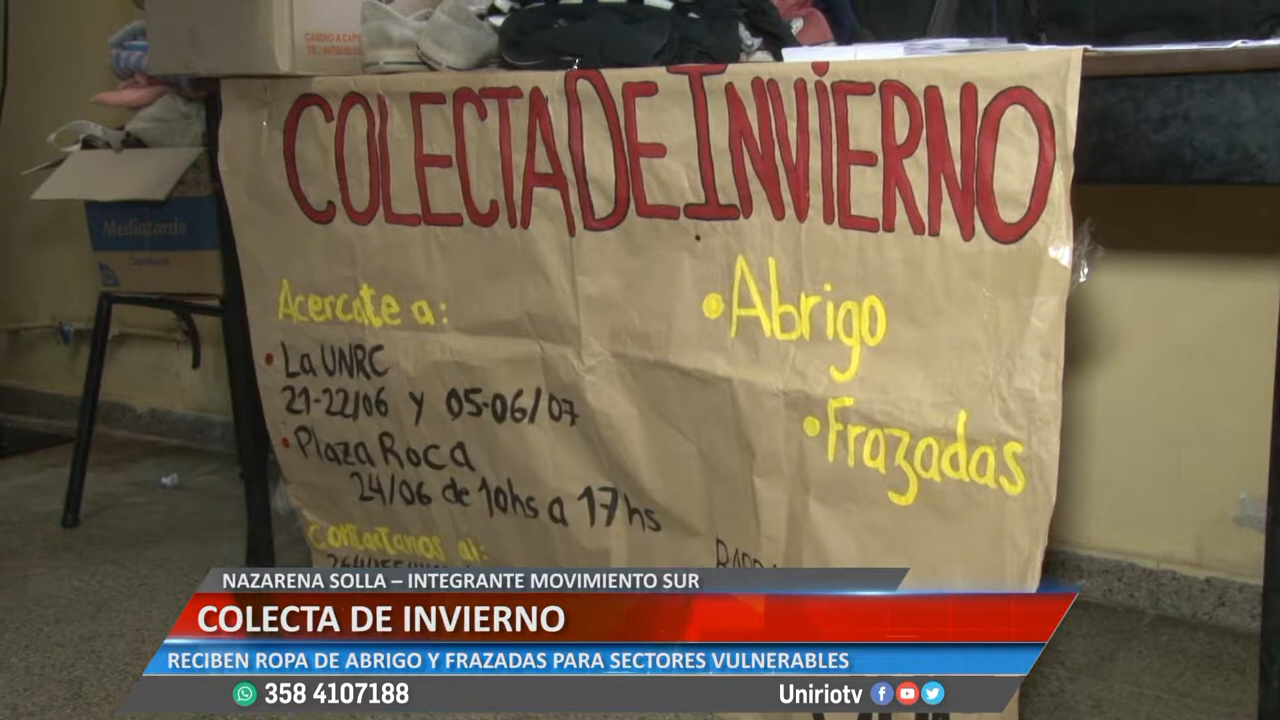 COLECTA DE INVIERNO
Acercate a:
• La UNRC
21-22/06 y 05-06/07
• Plaza Roca
24/06 de 10hs a 17hs
Contactanos al:
• Abrigo
• Frazadas
NAZARENA SOLLA – INTEGRANTE MOVIMIENTO SUR
COLECTA DE INVIERNO
RECIBEN ROPA DE ABRIGO Y FRAZADAS PARA SECTORES VULNERABLES
358 4107188
Uniriotv